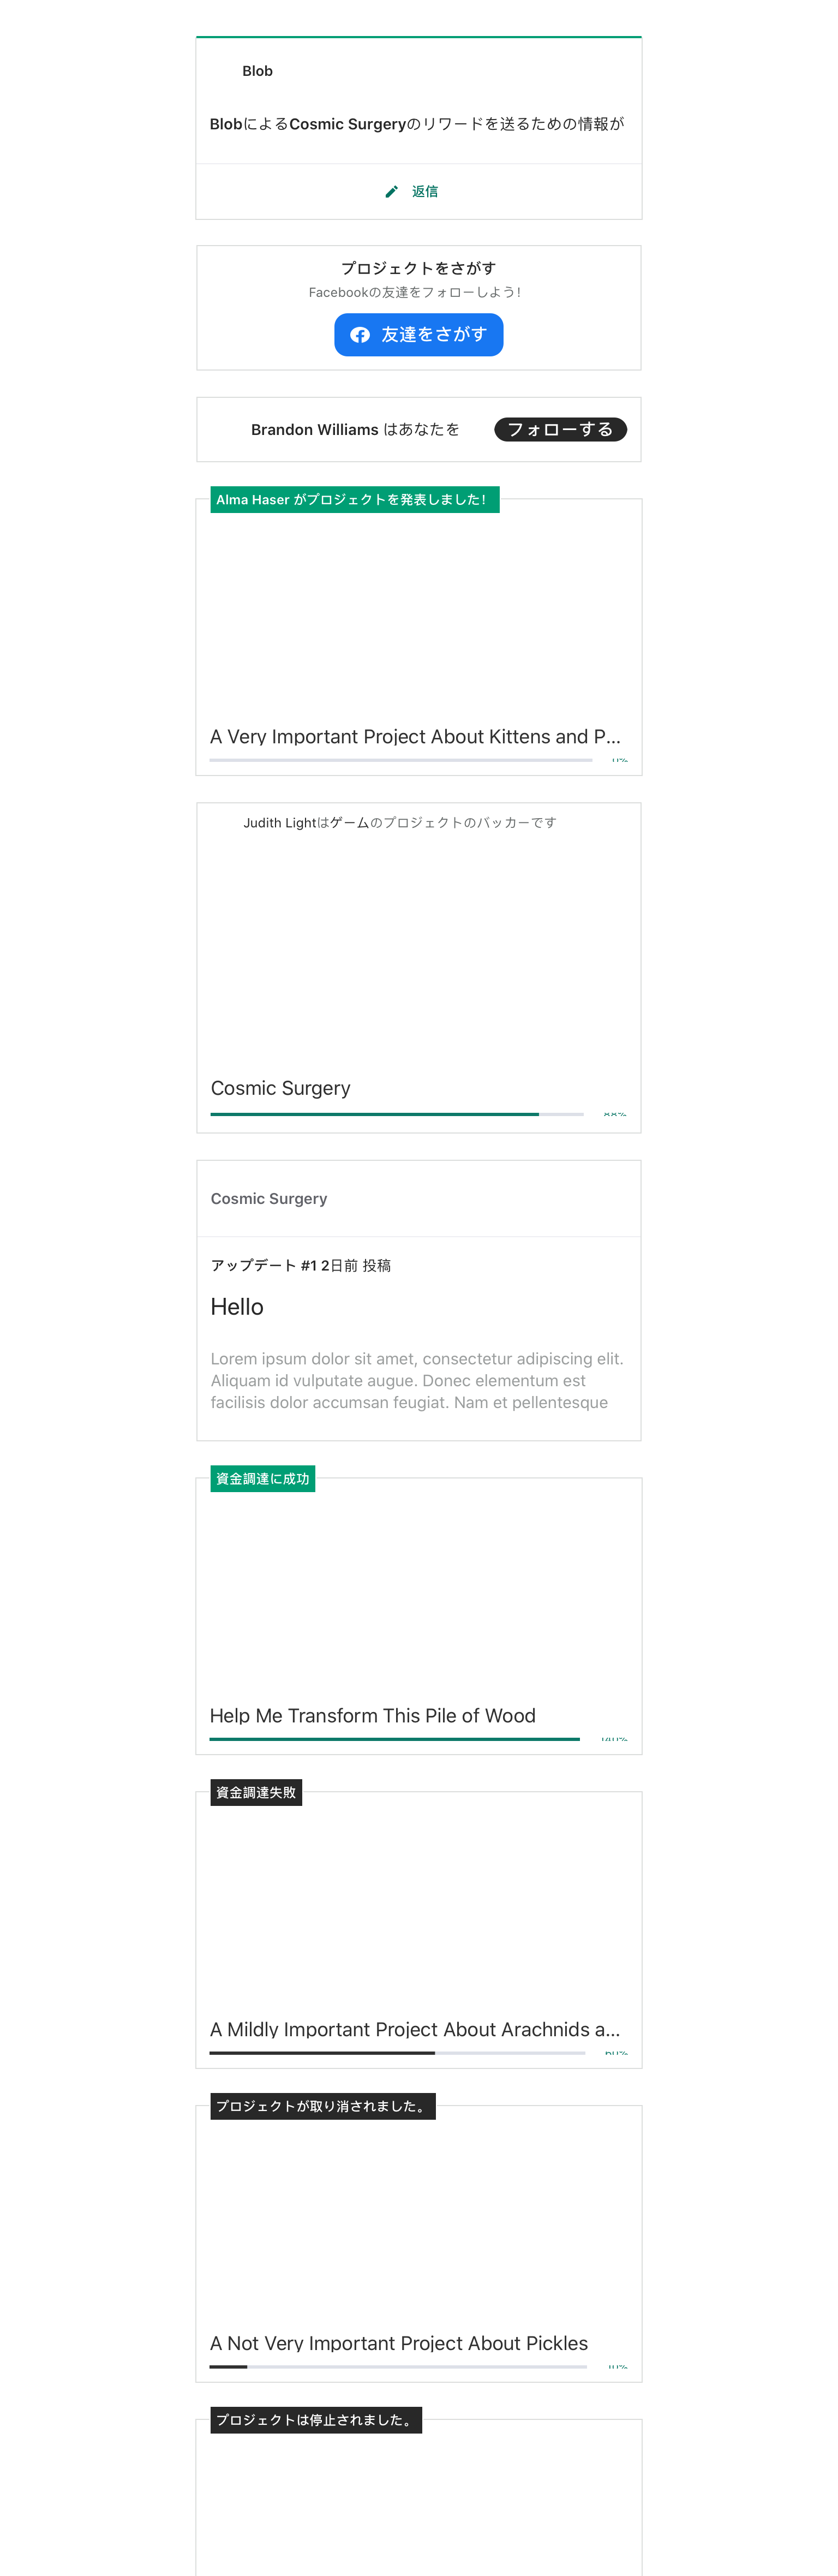 Blob
BlobによるCosmic Surgeryのリワードを送るための情報が
返信
プロジェクトをさがす
Facebookの友達をフォローしよう！
友達をさがす
Brandon Williams はあなたを
フォローする
Alma Haser がプロジェクトを発表しました！
A Very Important Project About Kittens and P...
Judith Lightはゲームのプロジェクトのバッカーです
Cosmic Surgery
Cosmic Surgery
アップデート #1 2日前 投稿
Hello
Lorem ipsum dolor sit amet, consectetur adipiscing elit.
Aliquam id vulputate augue. Donec elementum est
facilisis dolor accumsan feugiat. Nam et pellentesque
資金調達に成功
Help Me Transform This Pile of Wood
資金調達失敗
A Mildly Important Project About Arachnids a...
プロジェクトが取り消されました。
A Not Very Important Project About Pickles
プロジェクトは停止されました。